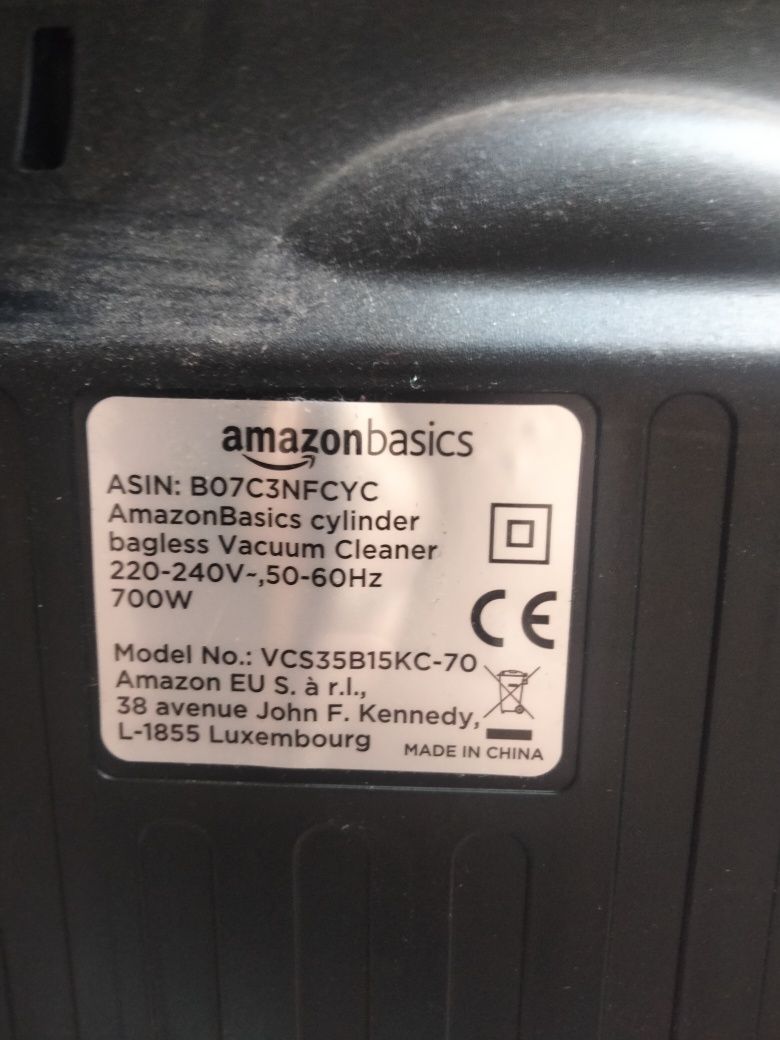 amazonbasics
ASIN: B07C3NFCYC
AmazonBasics cylinder
bagless Vacuum Cleaner
220-240V~,50-60Hz
700W
CE
Model No.: VCS35B15KC-70
Amazon EU S. à r.l.,
38 avenue John F. Kennedy,
L-1855 Luxembourg
MADE IN CHINA